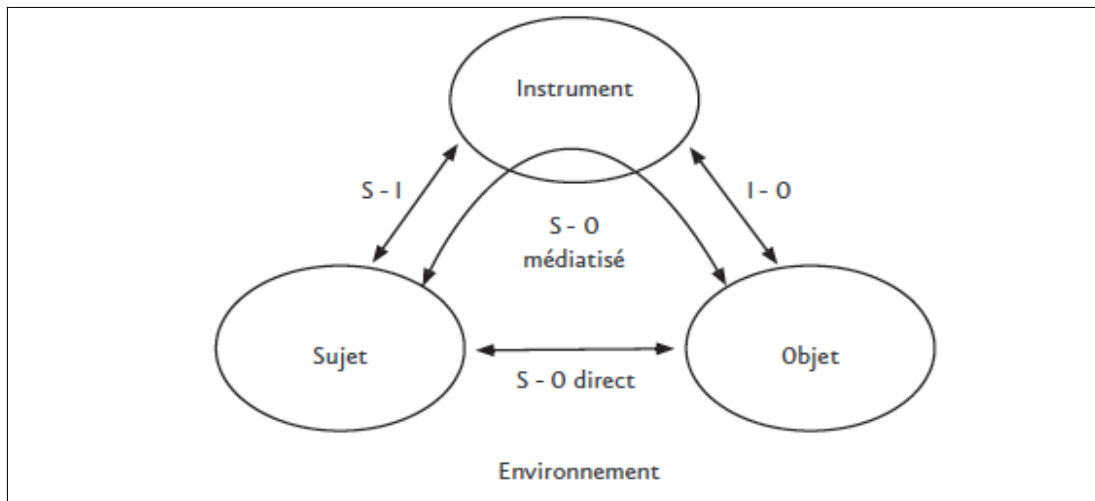 Instrument
S - I
I - O
S - O
médiatisé
Sujet
Objet
S - O direct
Environnement